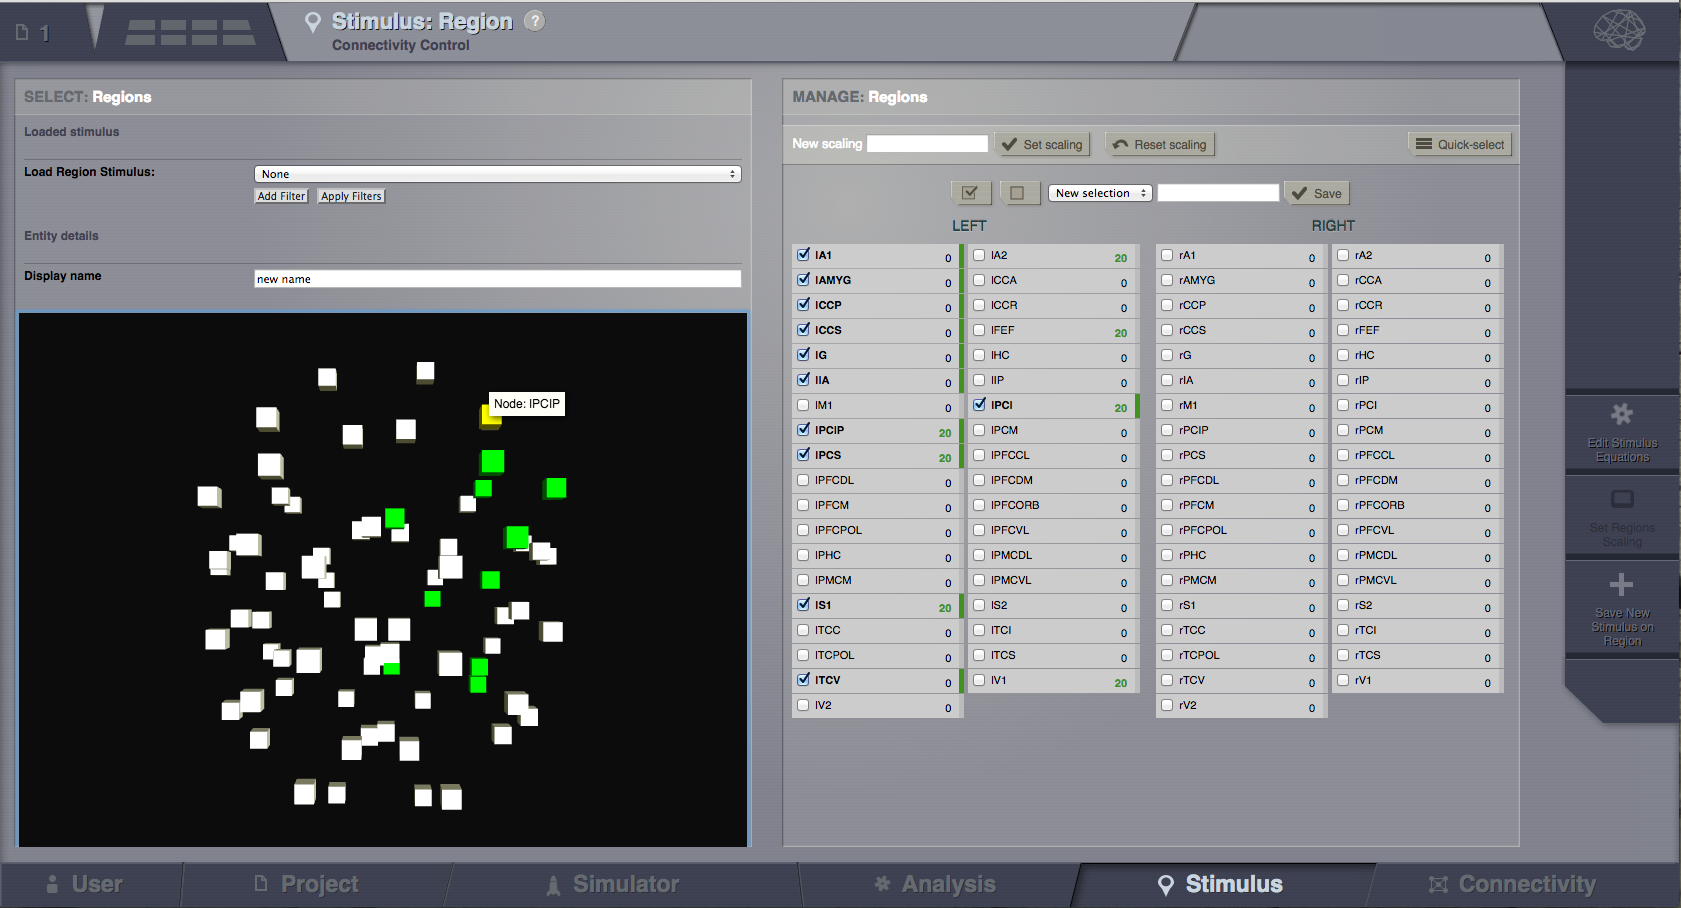 1
Stimulus: Region ?
Connectivity Control
SELECT: Regions
Loaded stimulus
Load Region Stimulus:
None
Add Filter
Apply Filters
Entity details
Display name
new name
Node: lPCIP
MANAGE: Regions
New scaling
Set scaling
Reset scaling
Quick-select
New selection
Save
LEFT
RIGHT
lA1 0 lA2 20 rA1 0 rA2 0
lAMYG 0 lCCA 0 rAMYG 0 rCCA 0
lCCP 0 lCCR 0 rCCP 0 rCCR 0
lCCS 0 lFEF 20 rCCS 0 rFEF 0
lG 0 lHC 0 rG 0 rHC 0
lIA 0 lIP 0 rIA 0 rIP 0
lM1 0 lPCI 20 rM1 0 rPCI 0
lPCIP 20 lPCM 0 rPCIP 0 rPCM 0
lPCS 20 lPFCCL 0 rPCS 0 rPFCCL 0
lPFCDL 0 lPFCDM 0 rPFCDL 0 rPFCDM 0
lPFCM 0 lPFCORB 0 rPFCM 0 rPFCORB 0
lPFCPOL 0 lPFCVL 0 rPFCPOL 0 rPFCVL 0
lPHC 0 lPMCDL 0 rPHC 0 rPMCDL 0
lPMCM 0 lPMCVL 0 rPMCM 0 rPMCVL 0
lS1 20 lS2 0 rS1 0 rS2 0
lTCC 0 lTCI 0 rTCC 0 rTCI 0
lTCPOL 0 lTCS 0 rTCPOL 0 rTCS 0
lTCV 0 lV1 20 rTCV 0 rV1 0
lV2 0 rV2 0
Edit Stimulus
Equations
Set Regions
Scaling
Save New
Stimulus on
Region
User
Project
Simulator
Analysis
Stimulus
Connectivity